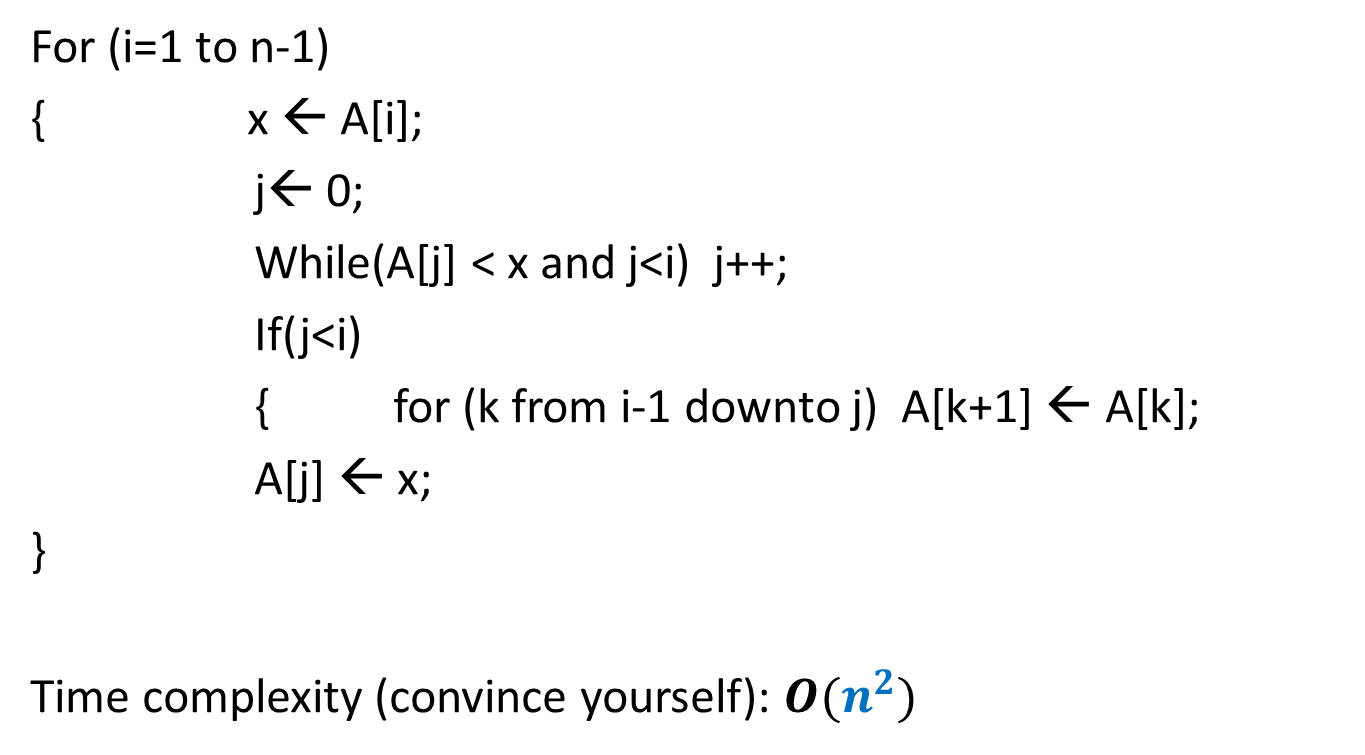 For (i=1 to n-1)
{ x ← A[i];
j← 0;
While(A[j] < x and j<i) j++;
If(j<i)
{ for (k from i-1 downto j) A[k+1] ← A[k];
A[j] ← x;
}
Time complexity (convince yourself): O(n²)